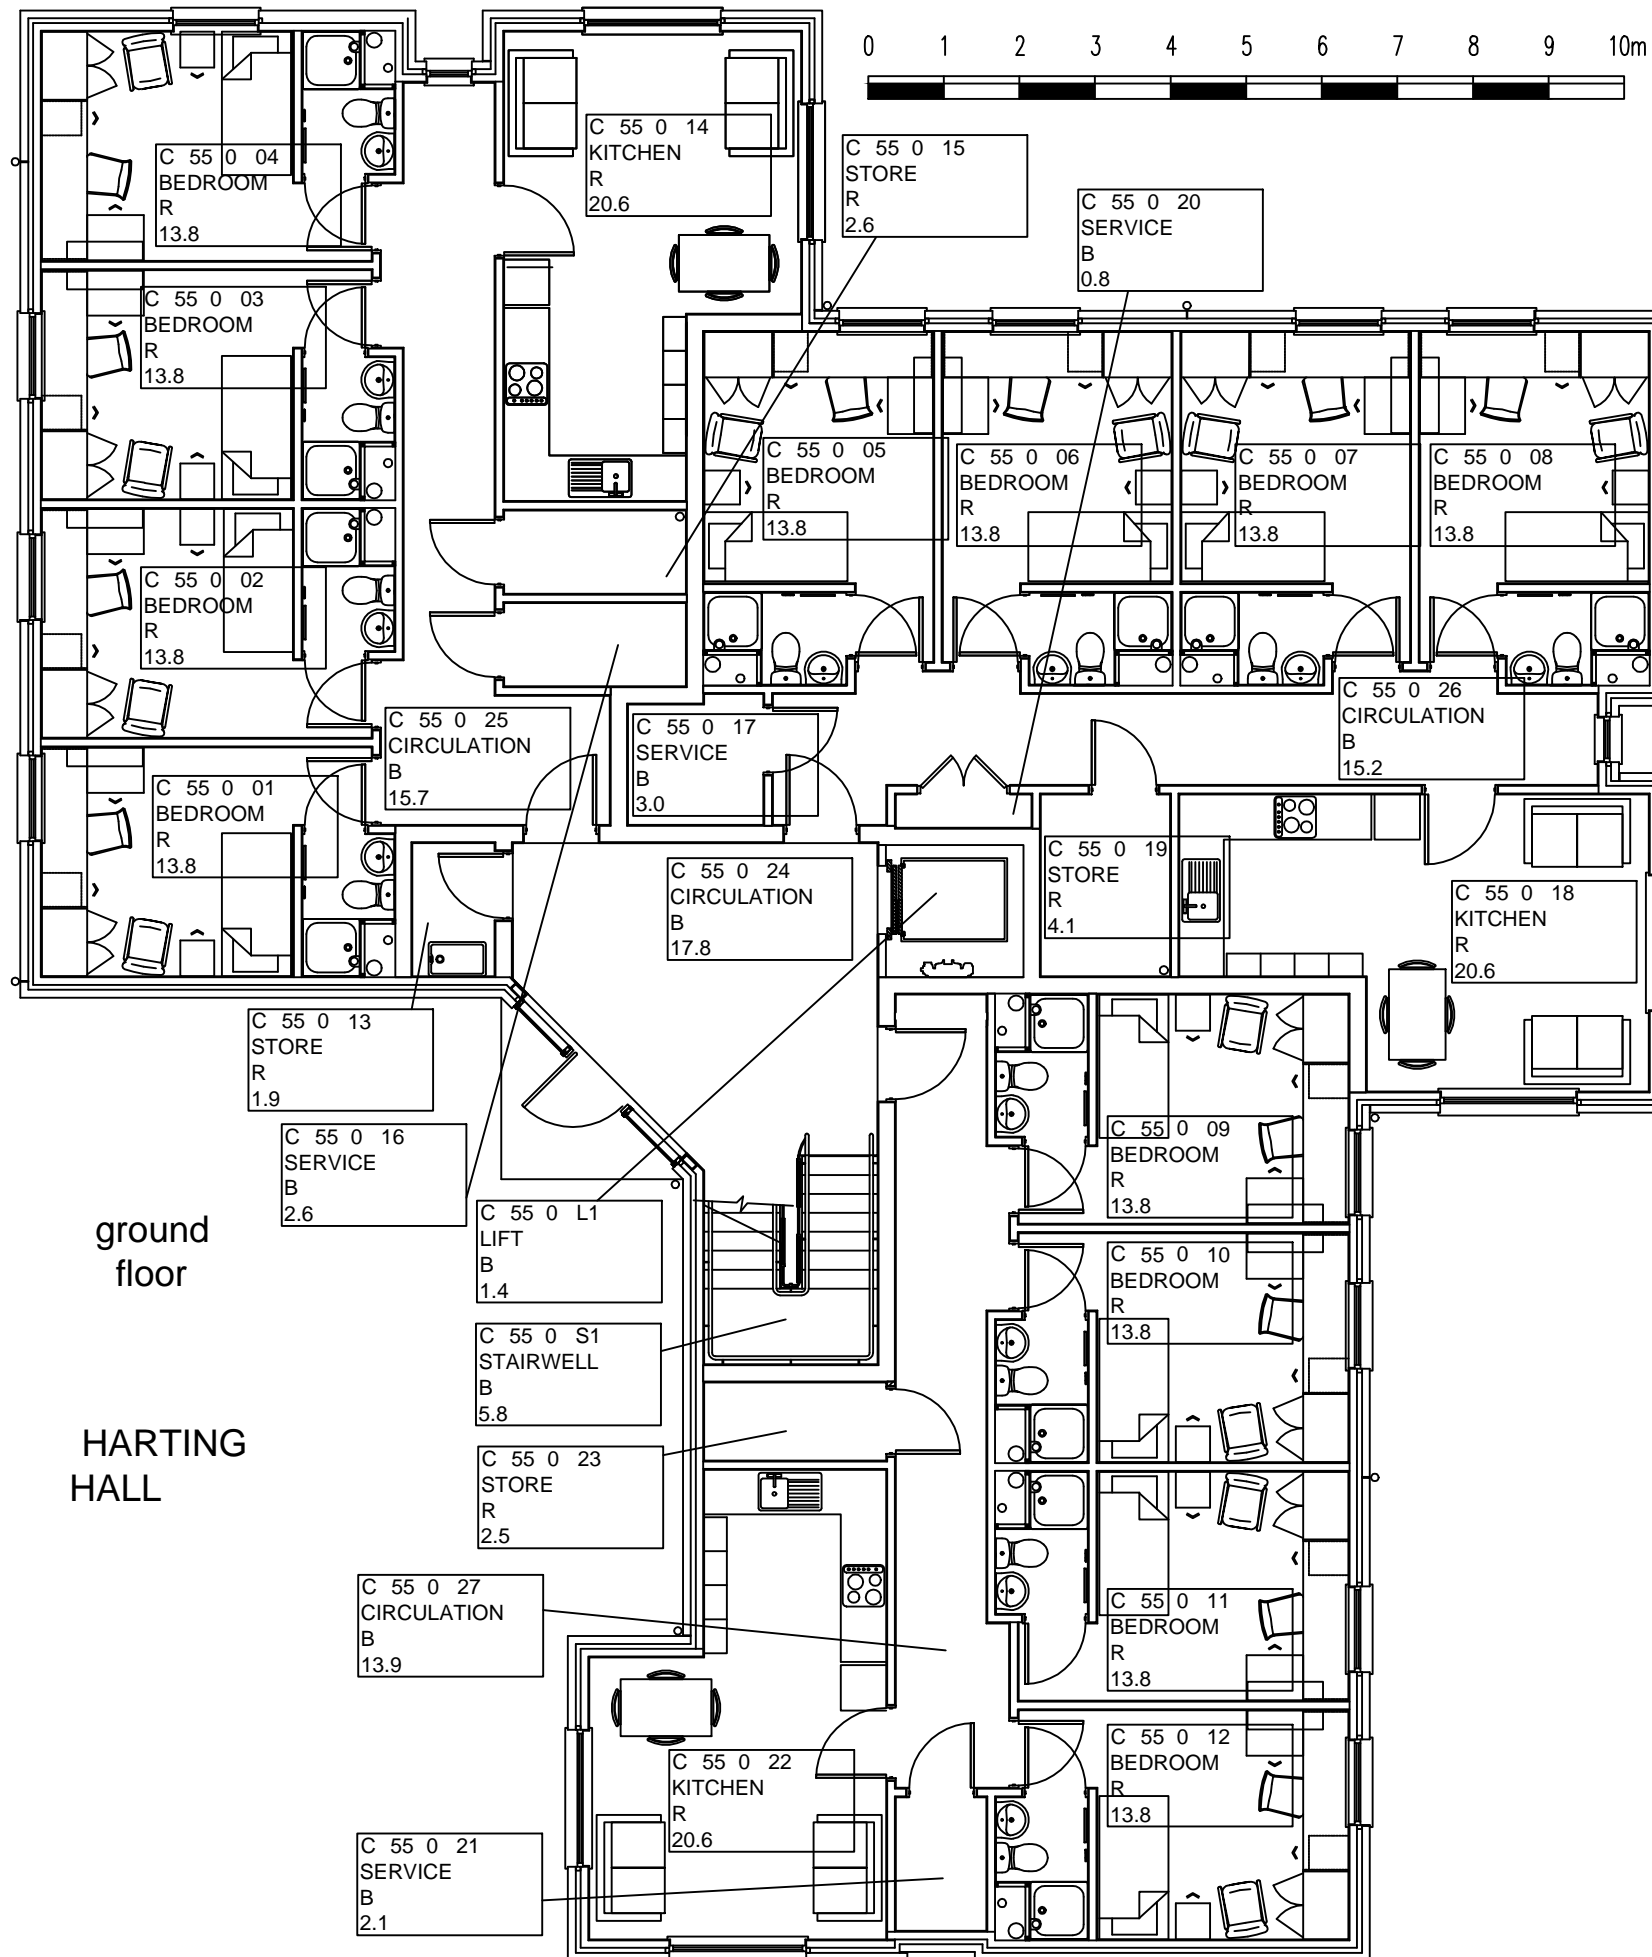 0 1 2 3 4 5 6 7 8 9 10m
C 55 0 14
KITCHEN
R
20.6
C 55 0 04
BEDROOM
R
13.8
C 55 0 15
STORE
R
2.6
C 55 0 20
SERVICE
B
0.8
C 55 0 03
BEDROOM
R
13.8
C 55 0 05
BEDROOM
R
13.8
C 55 0 06
BEDROOM
R
13.8
C 55 0 07
BEDROOM
R
13.8
C 55 0 08
BEDROOM
R
13.8
C 55 0 02
BEDROOM
R
13.8
C 55 0 25
CIRCULATION
B
15.7
C 55 0 17
SERVICE
B
3.0
C 55 0 26
CIRCULATION
B
15.2
C 55 0 01
BEDROOM
R
13.8
C 55 0 24
CIRCULATION
B
17.8
C 55 0 19
STORE
R
4.1
C 55 0 18
KITCHEN
R
20.6
C 55 0 13
STORE
R
1.9
C 55 0 16
SERVICE
B
2.6
C 55 0 09
BEDROOM
R
13.8
ground
floor
C 55 0 L1
LIFT
B
1.4
C 55 0 10
BEDROOM
R
13.8
C 55 0 S1
STAIRWELL
B
5.8
HARTING
HALL
C 55 0 23
STORE
R
2.5
C 55 0 27
CIRCULATION
B
13.9
C 55 0 11
BEDROOM
R
13.8
C 55 0 22
KITCHEN
R
20.6
C 55 0 12
BEDROOM
R
13.8
C 55 0 21
SERVICE
B
2.1